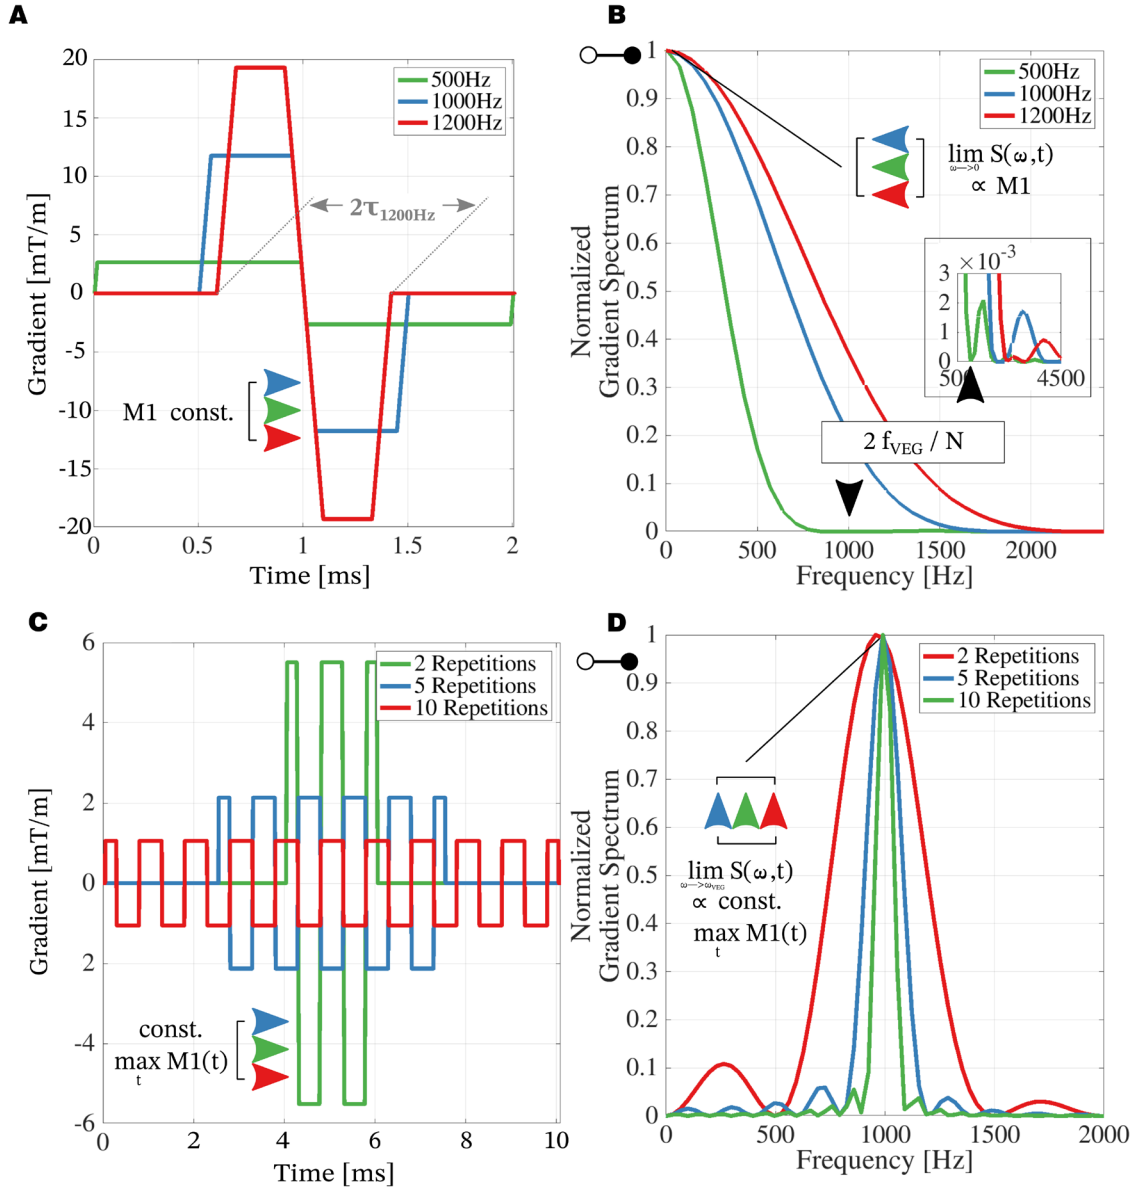 A
20
15
10
5
0
-5
-10
-15
-20
Gradient [mT/m]
500Hz
1000Hz
1200Hz
2τ1200Hz
M1 const.
0
0.5
1
1.5
2
Time [ms]
B
1
0.9
0.8
0.7
0.6
0.5
0.4
0.3
0.2
0.1
0
Normalized
Gradient Spectrum
500Hz
1000Hz
1200Hz
lim S(ω,t)
ω—>0
∝ M1
3 ×10⁻³
2
1
0
500
4500
2 fVEG / N
0
500
1000
1500
2000
Frequency [Hz]
C
6
4
2
0
2
-4
-6
Gradient [mT/m]
2 Repetitions
5 Repetitions
10 Repetitions
const.
max M1(t)
t
0
2
4
6
8
10
Time [ms]
D
1
0.9
0.8
0.7
0.6
0.5
0.4
0.3
0.2
0.1
0
Normalized
Gradient Spectrum
2 Repetitions
5 Repetitions
10 Repetitions
lim S(ω,t)
ω—>ωVEG
∝ const.
max M1(t)
t
0
500
1000
1500
2000
Frequency [Hz]